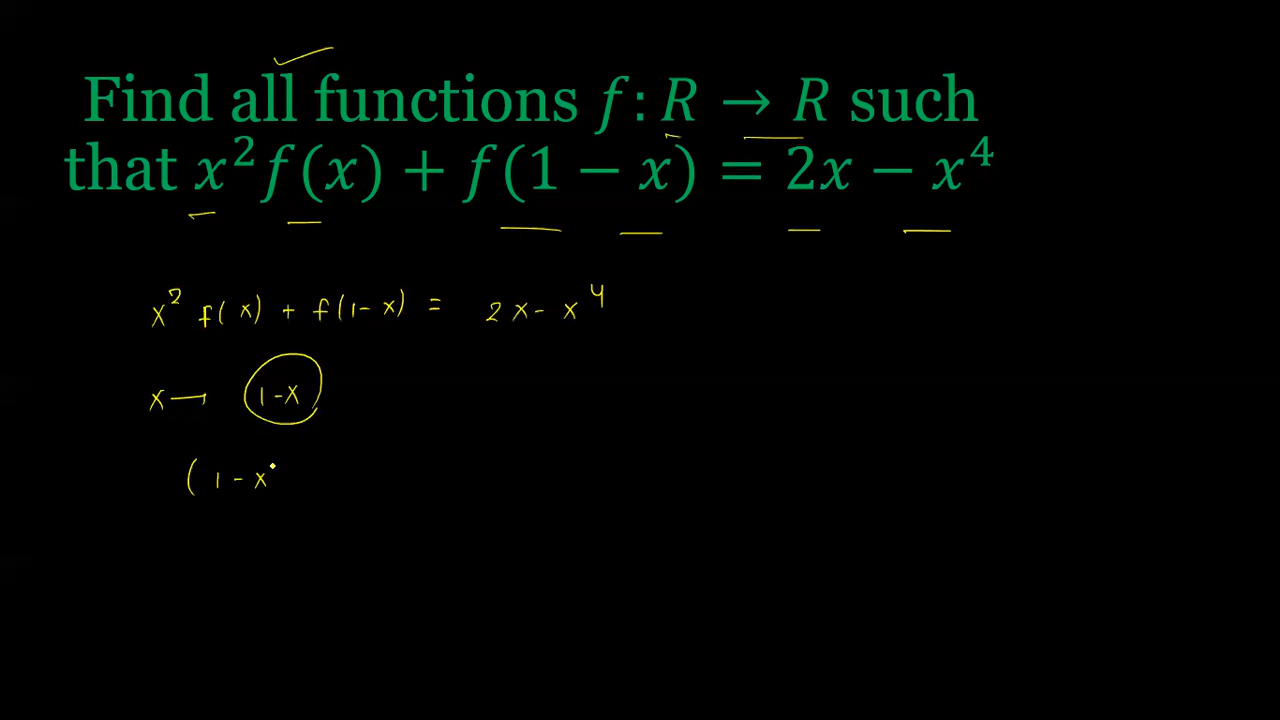 Find all functions f: R → R such
that x²f(x) + f(1 − x) = 2x − x⁴
x² f(x) + f(1-x) = 2x - x⁴
x → 1-x
(1-x